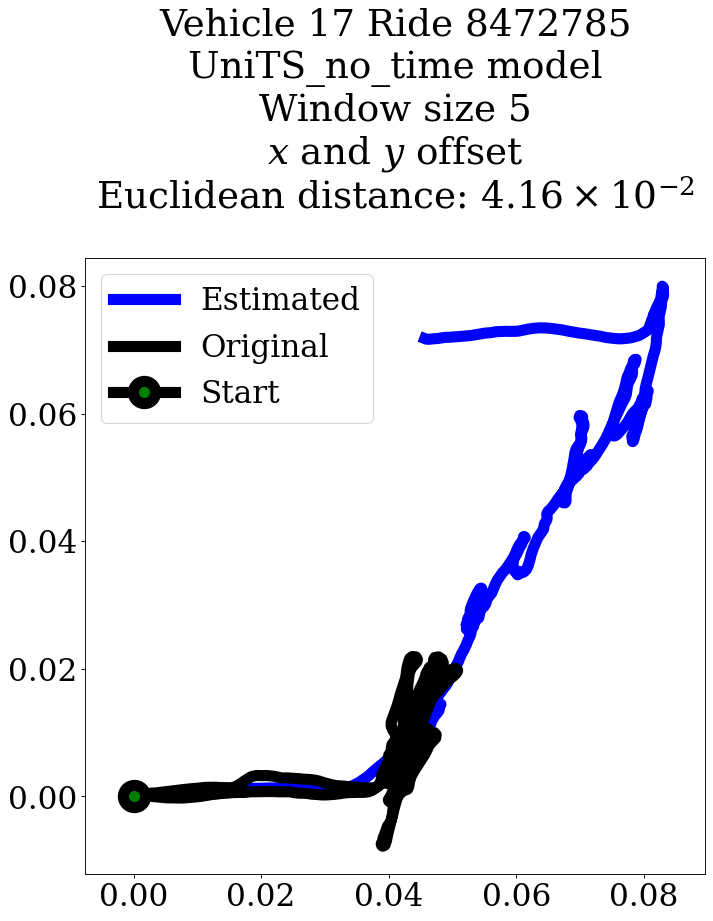 Vehicle 17 Ride 8472785
UniTS_no_time model
Window size 5
x and y offset
Euclidean distance: 4.16 × 10⁻²
Estimated
Original
Start
0.08
0.06
0.04
0.02
0.00
0.00 0.02 0.04 0.06 0.08